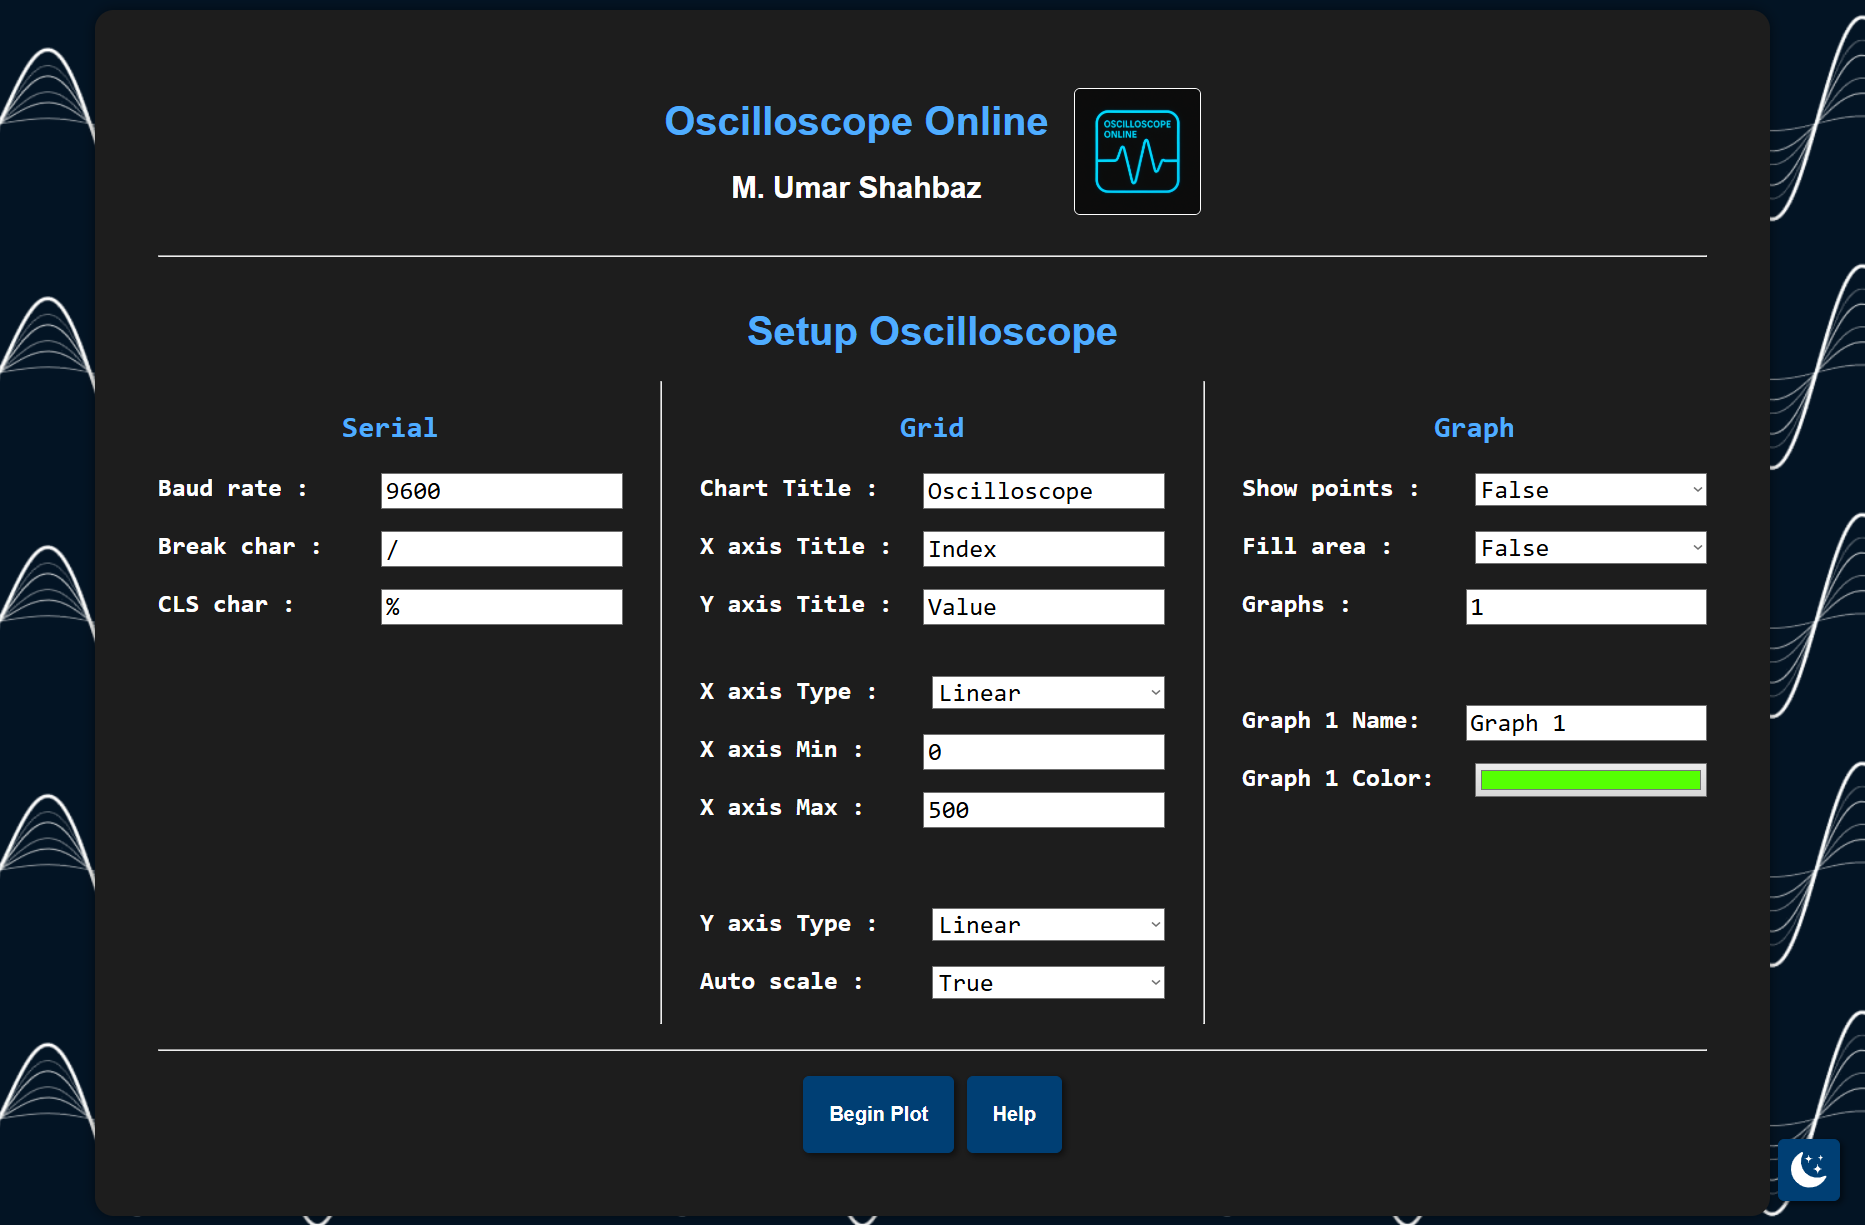 Oscilloscope Online
M. Umar Shahbaz
OSCILLOSCOPE
ONLINE
Setup Oscilloscope
Serial
Baud rate : 9600
Break char : /
CLS char : %
Grid
Chart Title : Oscilloscope
X axis Title : Index
Y axis Title : Value
X axis Type : Linear
X axis Min : 0
X axis Max : 500
Y axis Type : Linear
Auto scale : True
Graph
Show points : False
Fill area : False
Graphs : 1
Graph 1 Name: Graph 1
Graph 1 Color:
Begin Plot
Help